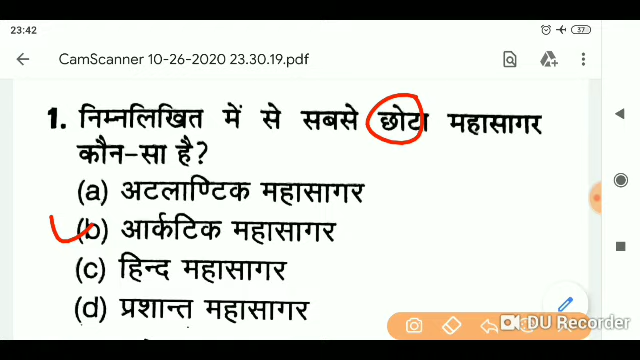 23:42
37
CamScanner 10-26-2020 23.30.19.pdf
1. निम्नलिखित में से सबसे छोटा महासागर
कौन-सा है?
(a) अटलाण्टिक महासागर
(b) आर्कटिक महासागर
(c) हिन्द महासागर
(d) प्रशान्त महासागर
DU Recorder